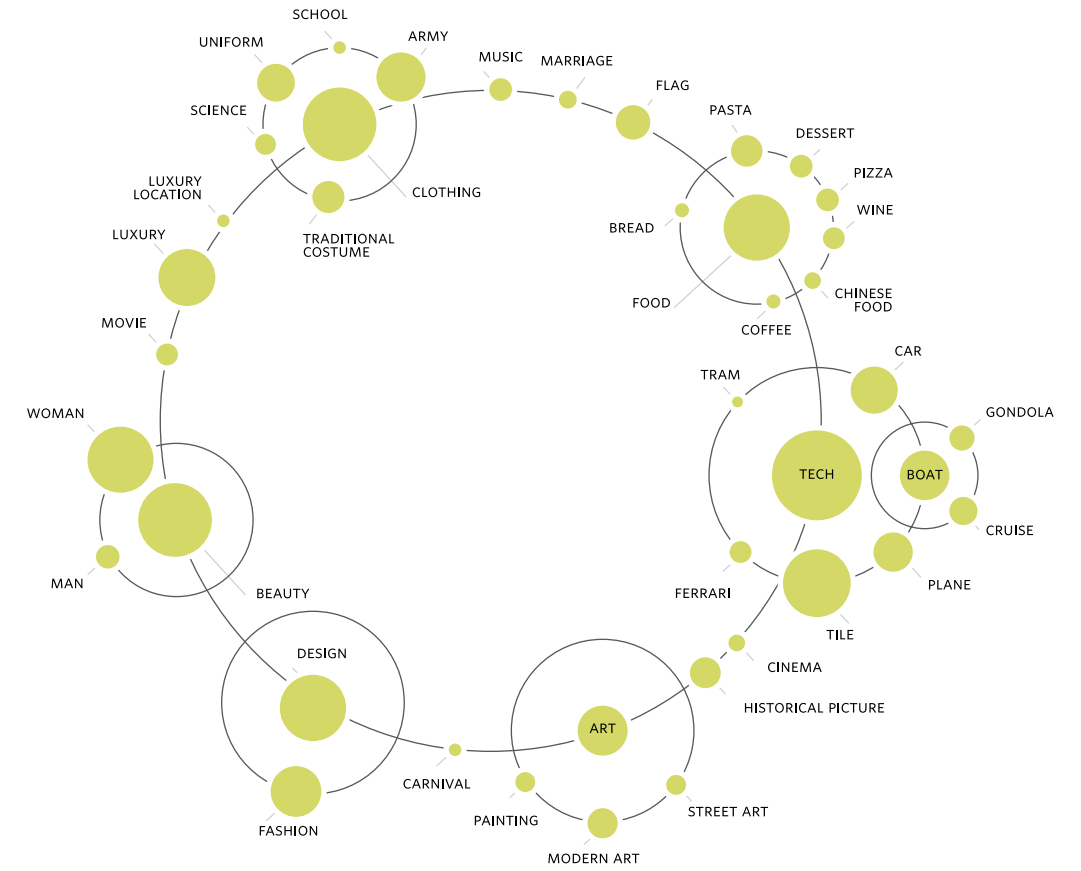 SCHOOL
ARMY
UNIFORM
MUSIC
MARRIAGE
FLAG
SCIENCE
PASTA
DESSERT
PIZZA
LUXURY
LOCATION
CLOTHING
WINE
LUXURY
BREAD
TRADITIONAL
COSTUME
CHINESE
FOOD
FOOD
MOVIE
COFFEE
CAR
TRAM
WOMAN
GONDOLA
TECH
BOAT
CRUISE
MAN
BEAUTY
FERRARI
PLANE
TILE
DESIGN
CINEMA
HISTORICAL PICTURE
ART
CARNIVAL
STREET ART
PAINTING
FASHION
MODERN ART